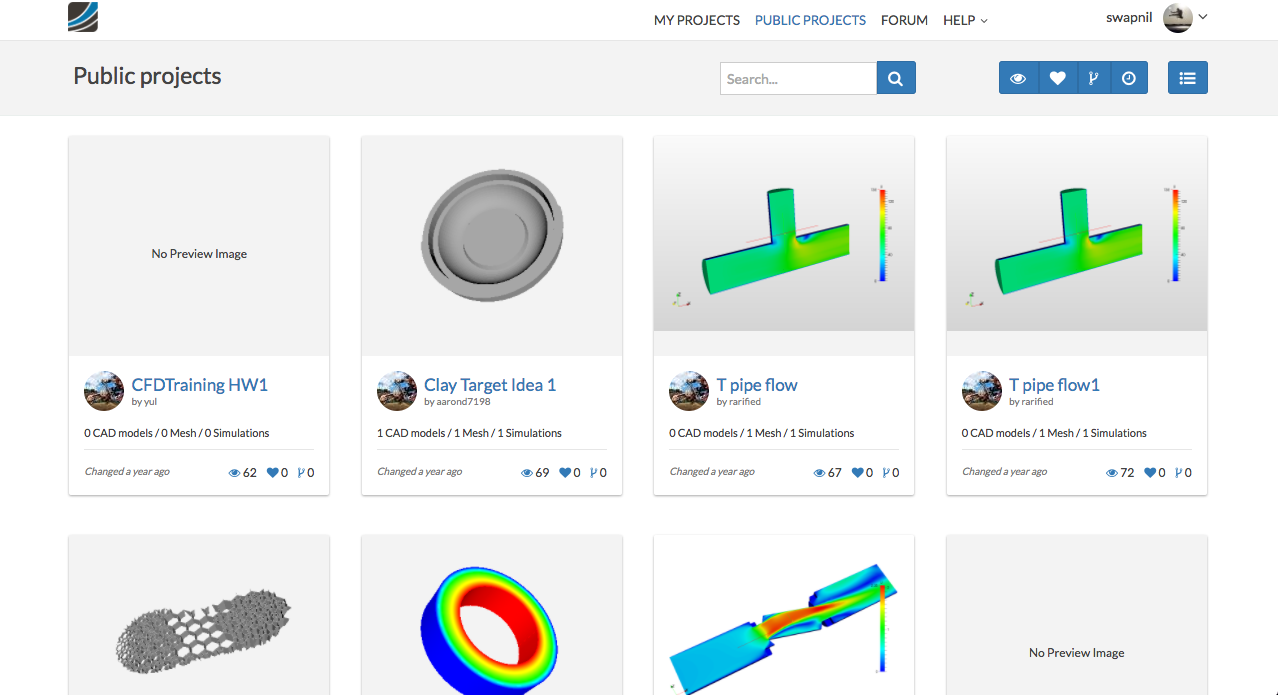 MY PROJECTS PUBLIC PROJECTS FORUM HELP swapnil
Public projects
Search...
No Preview Image
CFDTraining HW1
by yul
0 CAD models / 0 Mesh / 0 Simulations
Changed a year ago 62 0 0
Clay Target Idea 1
by aarond7198
1 CAD models / 1 Mesh / 1 Simulations
Changed a year ago 69 0 0
T pipe flow
by rarified
0 CAD models / 1 Mesh / 1 Simulations
Changed a year ago 67 0 0
T pipe flow1
by rarified
0 CAD models / 1 Mesh / 1 Simulations
Changed a year ago 72 0 0
No Preview Image